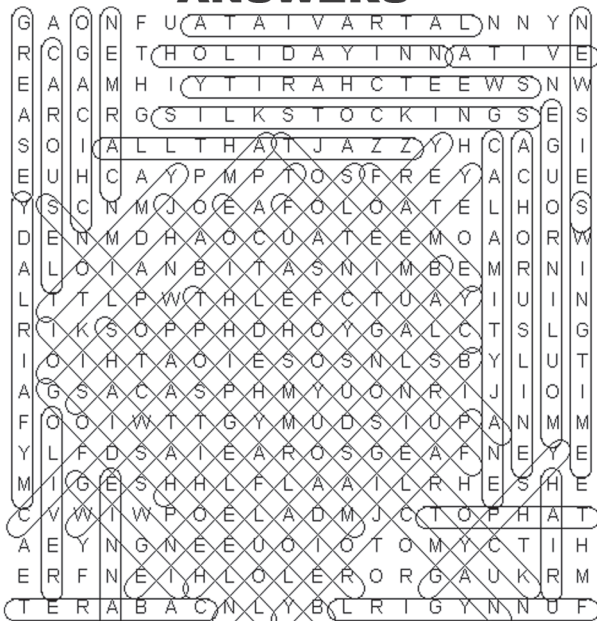 ANSWERS
G A O N F U A T A I V A R T A L N N Y N
R C G E T H O L I D A Y I N N A T I V E
E A A M H I Y T I R A H C T E E W S N W
A R C R G S I L K S T O C K I N G S E S
S O I A L L T H A T J A Z Z Y H C A G I
E U H C A Y P M P T O S F R E Y A C U E
Y S C N M J O E A F O L O A T E L H O S
D E N M D H A O C U A T E E M O A O R W
A L O I A N B I T A S N I M B E M R N I
L T T L P W T H L E F C T U A Y I U I N
R I K S O P P H D H O Y G A L C T S L G
I O I H T A O I E S O S N L S B Y L U T
A G S A C A S P H M Y U O N R I J I O I
F O O I W T T G Y M U D S I U P A N M M
Y L F D S A I E A R O S G E A F N E Y E
M I G E S H H L F L A A I L R H E S H E
C V W I W P O E L A D M J C T O P H A T
A E Y N G N E E U O I O T O M Y C T I H
E R F N E I H L O L E R O R G A U K R M
T E R A B A C N L Y B L R I G Y N N U F